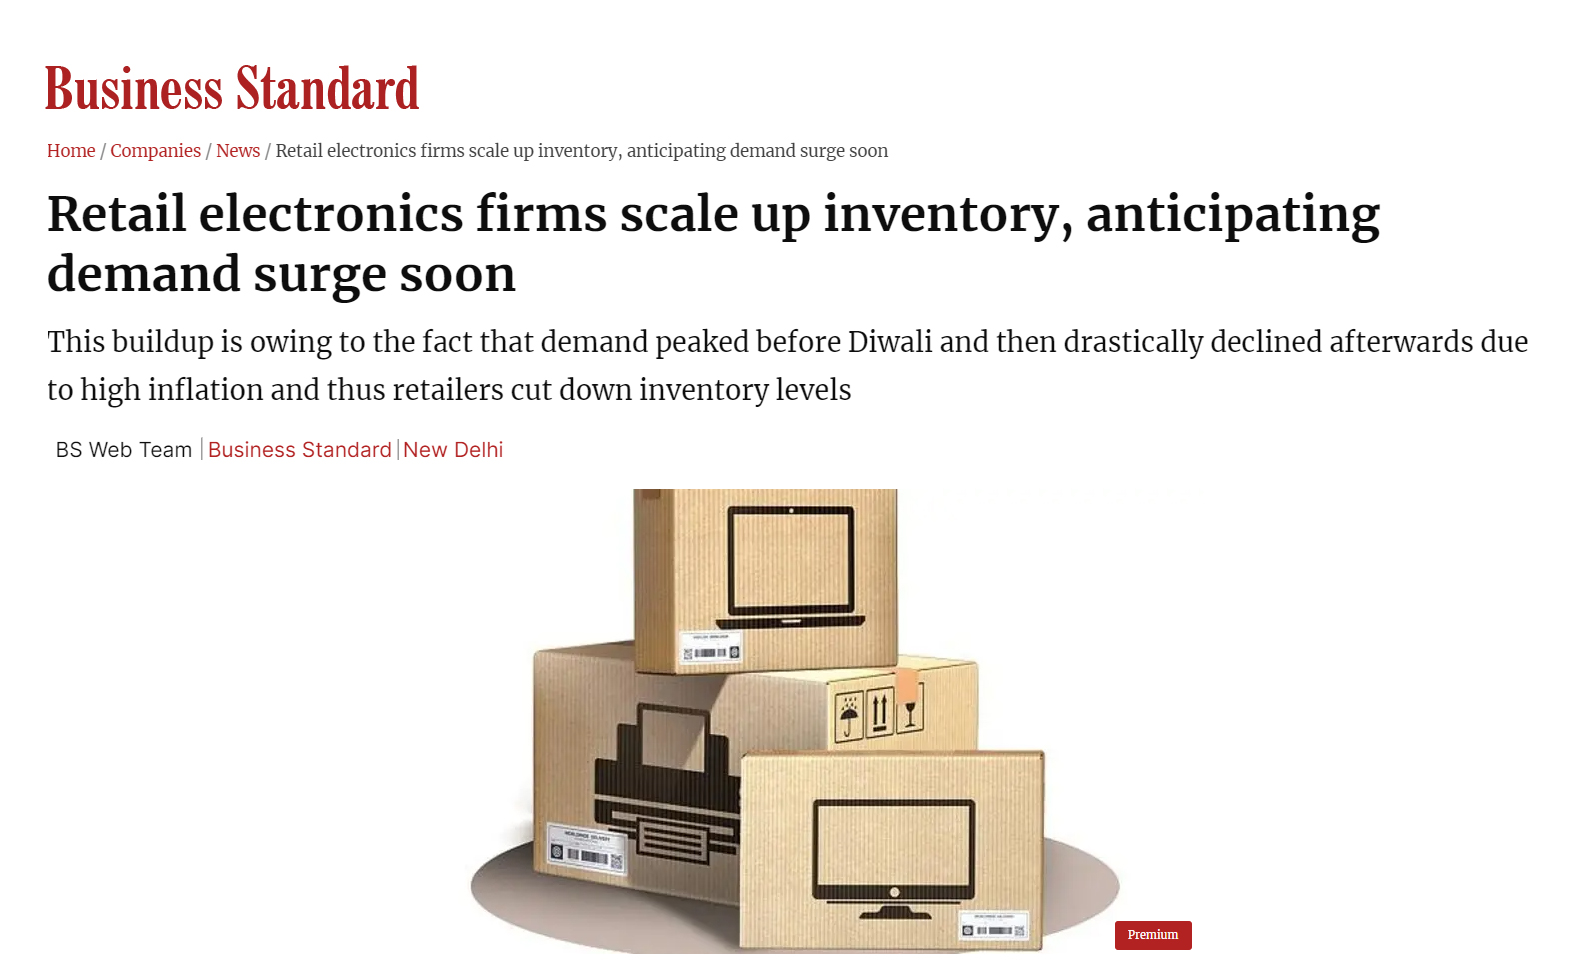 Business Standard
Home / Companies / News / Retail electronics firms scale up inventory, anticipating demand surge soon
Retail electronics firms scale up inventory, anticipating
demand surge soon
This buildup is owing to the fact that demand peaked before Diwali and then drastically declined afterwards due
to high inflation and thus retailers cut down inventory levels
BS Web Team | Business Standard | New Delhi
WORLDWIDE DELIVERY
Premium